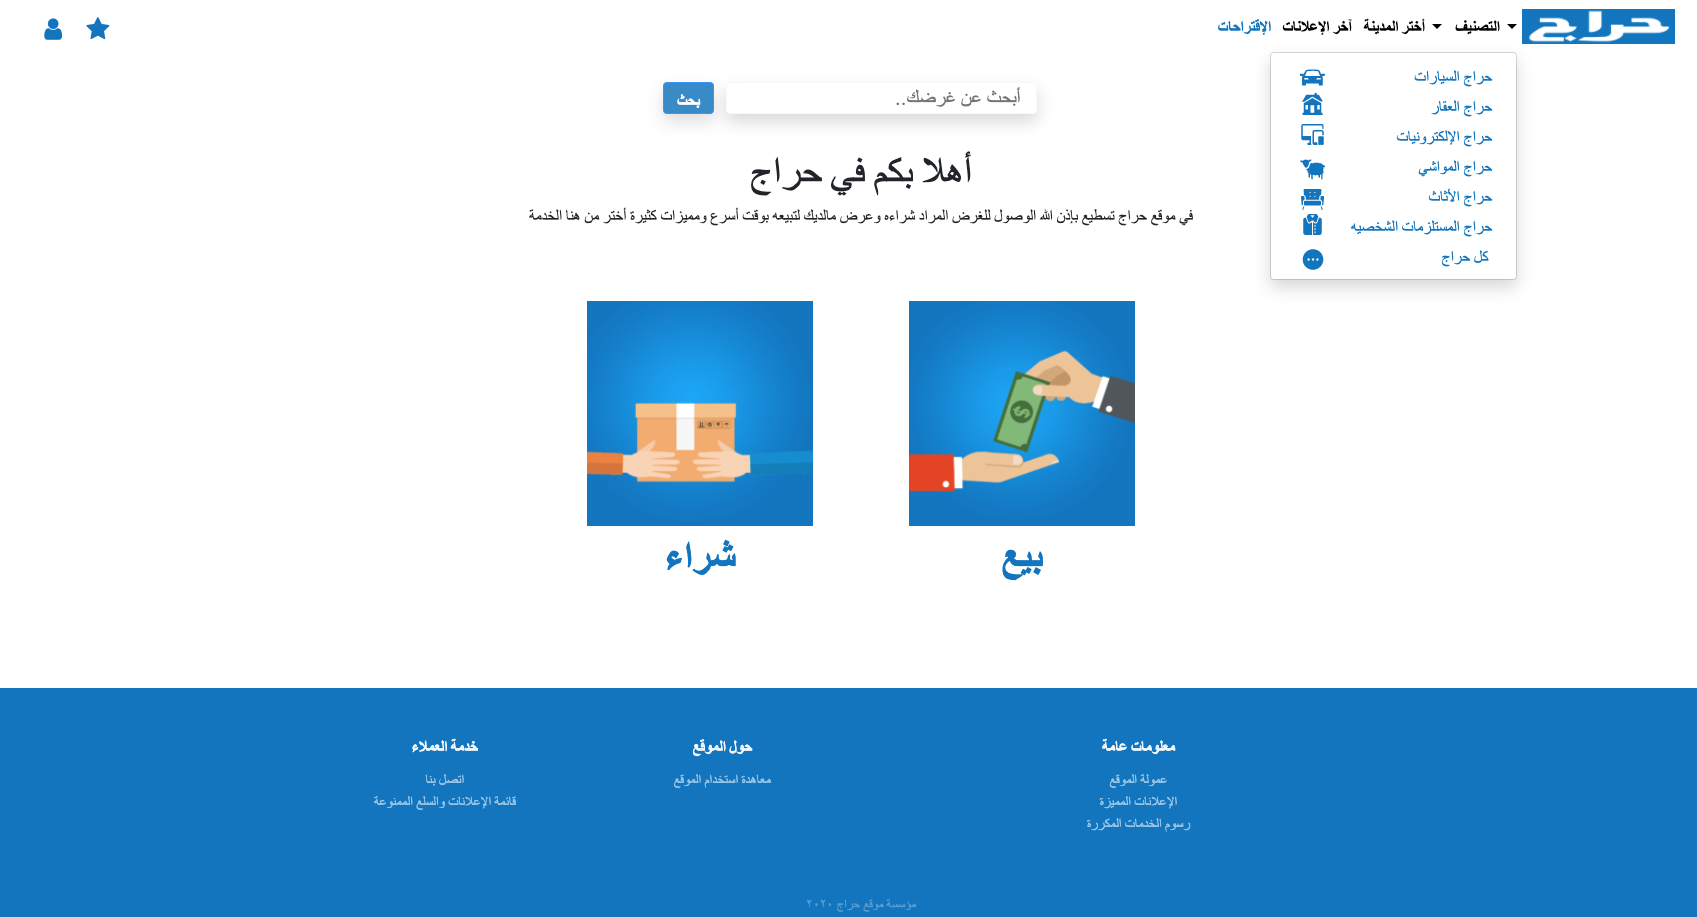 حراج
التصنيف
أختر المدينة
آخر الإعلانات
الإقتراحات
حراج السيارات
حراج العقار
حراج الإلكترونيات
حراج المواشي
حراج الأثاث
حراج المستلزمات الشخصيه
كل حراج
أبحث عن غرضك..
بحث
أهلا بكم في حراج
في موقع حراج تسطيع بإذن الله الوصول للغرض المراد شراءه وعرض مالديك لتبيعه بوقت أسرع ومميزات كثيرة أختر من هنا الخدمة
بيع
شراء
معلومات عامة
عمولة الموقع
الإعلانات المميزة
رسوم الخدمات المكررة
حول الموقع
معاهدة استخدام الموقع
خدمة العملاء
اتصل بنا
قائمة الإعلانات والسلع الممنوعة
مؤسسة موقع حراج ٢٠٢٠